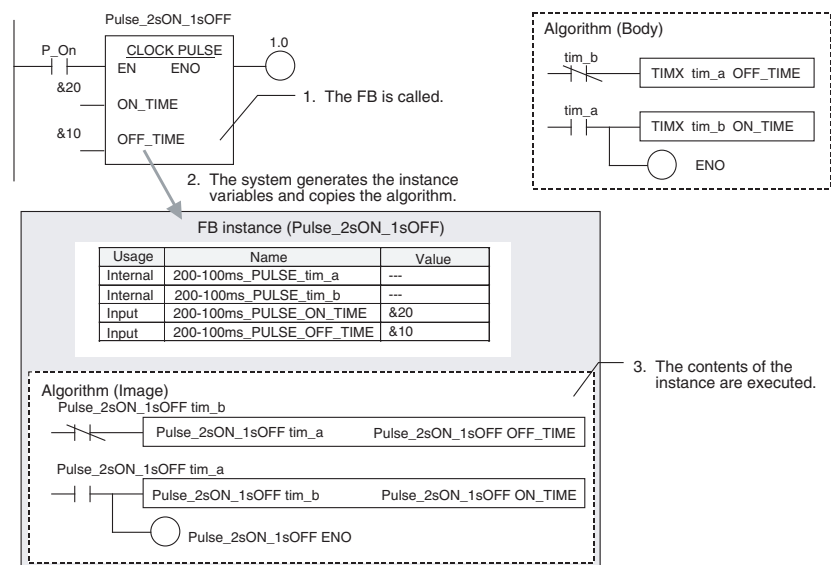 Pulse_2sON_1sOFF
P_On
CLOCK PULSE
EN ENO
1.0
&20
ON_TIME
&10
OFF_TIME
1. The FB is called.
2. The system generates the instance
variables and copies the algorithm.
Algorithm (Body)
tim_b
TIMX tim_a OFF_TIME
tim_a
TIMX tim_b ON_TIME
ENO
FB instance (Pulse_2sON_1sOFF)
Usage Name Value
Internal 200-100ms_PULSE_tim_a ---
Internal 200-100ms_PULSE_tim_b ---
Input 200-100ms_PULSE_ON_TIME &20
Input 200-100ms_PULSE_OFF_TIME &10
3. The contents of the
instance are executed.
Algorithm (Image)
Pulse_2sON_1sOFF tim_b
Pulse_2sON_1sOFF tim_a Pulse_2sON_1sOFF OFF_TIME
Pulse_2sON_1sOFF tim_a
Pulse_2sON_1sOFF tim_b Pulse_2sON_1sOFF ON_TIME
Pulse_2sON_1sOFF ENO